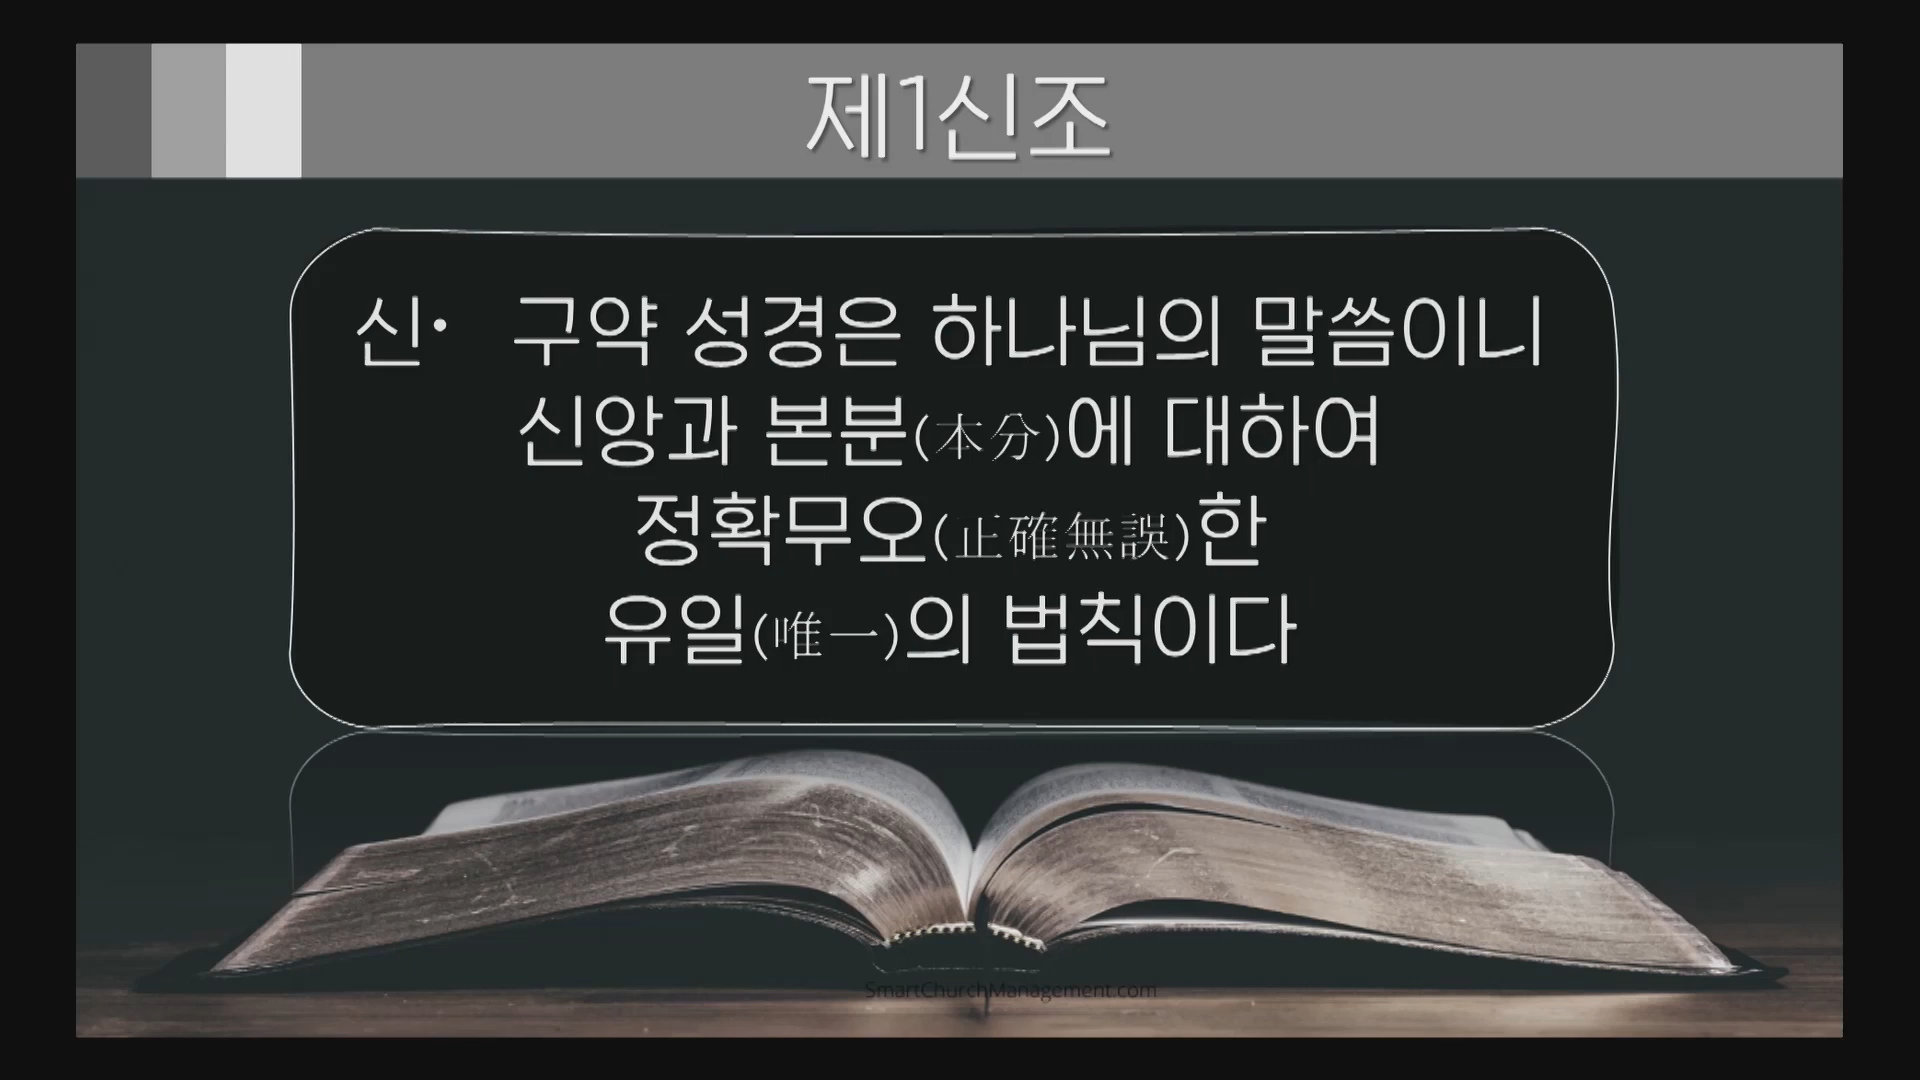 제1신조
신· 구약 성경은 하나님의 말씀이니
신앙과 본분(本分)에 대하여
정확무오(正確無誤)한
유일(唯一)의 법칙이다
SmartChurchManagement.com